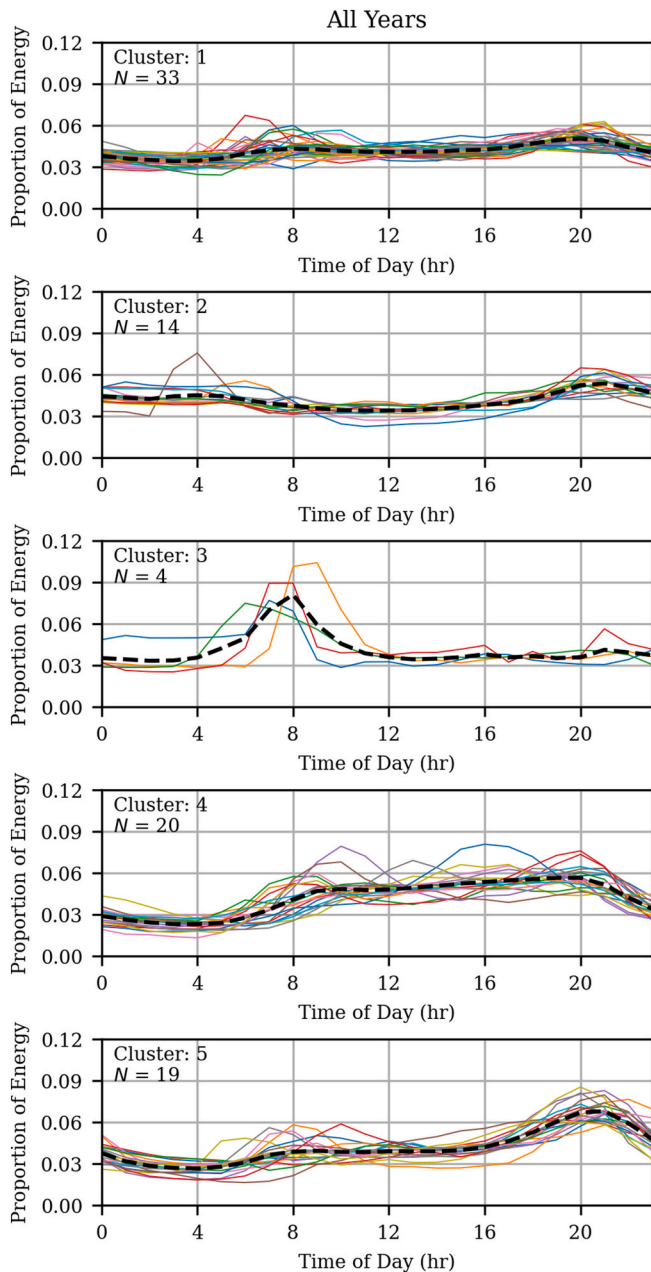 All Years
Proportion of Energy
0.12
0.09
0.06
0.03
0.00
Cluster: 1
N = 33
0 4 8 12 16 20
Time of Day (hr)
Proportion of Energy
0.12
0.09
0.06
0.03
0.00
Cluster: 2
N = 14
0 4 8 12 16 20
Time of Day (hr)
Proportion of Energy
0.12
0.09
0.06
0.03
0.00
Cluster: 3
N = 4
0 4 8 12 16 20
Time of Day (hr)
Proportion of Energy
0.12
0.09
0.06
0.03
0.00
Cluster: 4
N = 20
0 4 8 12 16 20
Time of Day (hr)
Proportion of Energy
0.12
0.09
0.06
0.03
0.00
Cluster: 5
N = 19
0 4 8 12 16 20
Time of Day (hr)